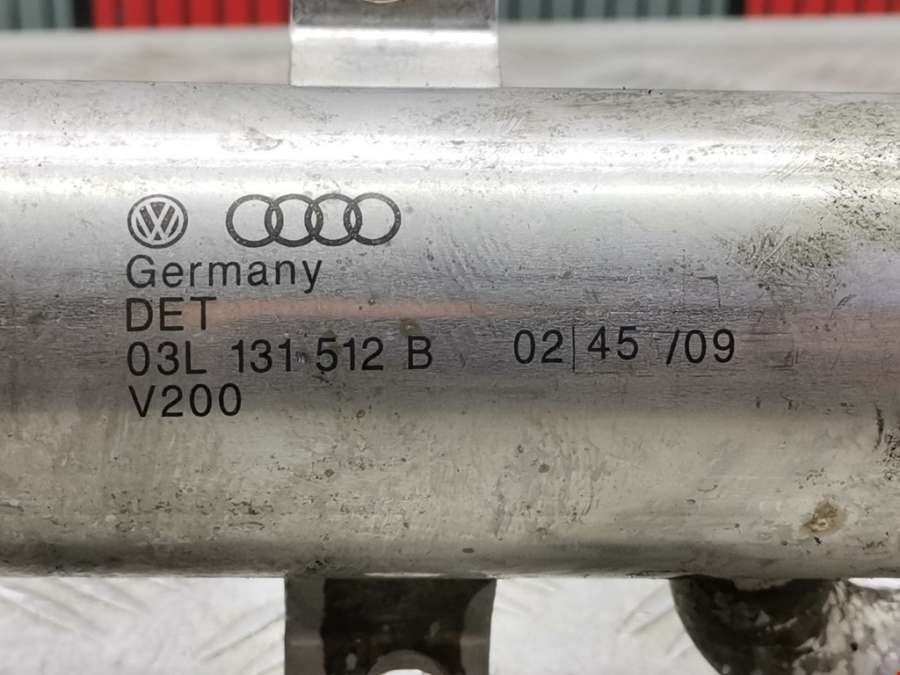 Germany
DET
03L 131 512 B 02|45 /09
V200